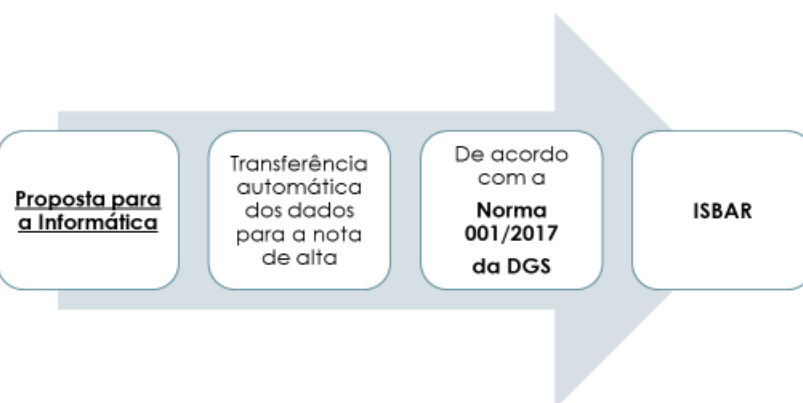 Proposta para
a Informática
Transferência
automática
dos dados
para a nota
de alta
De acordo
com a
Norma
001/2017
da DGS
ISBAR